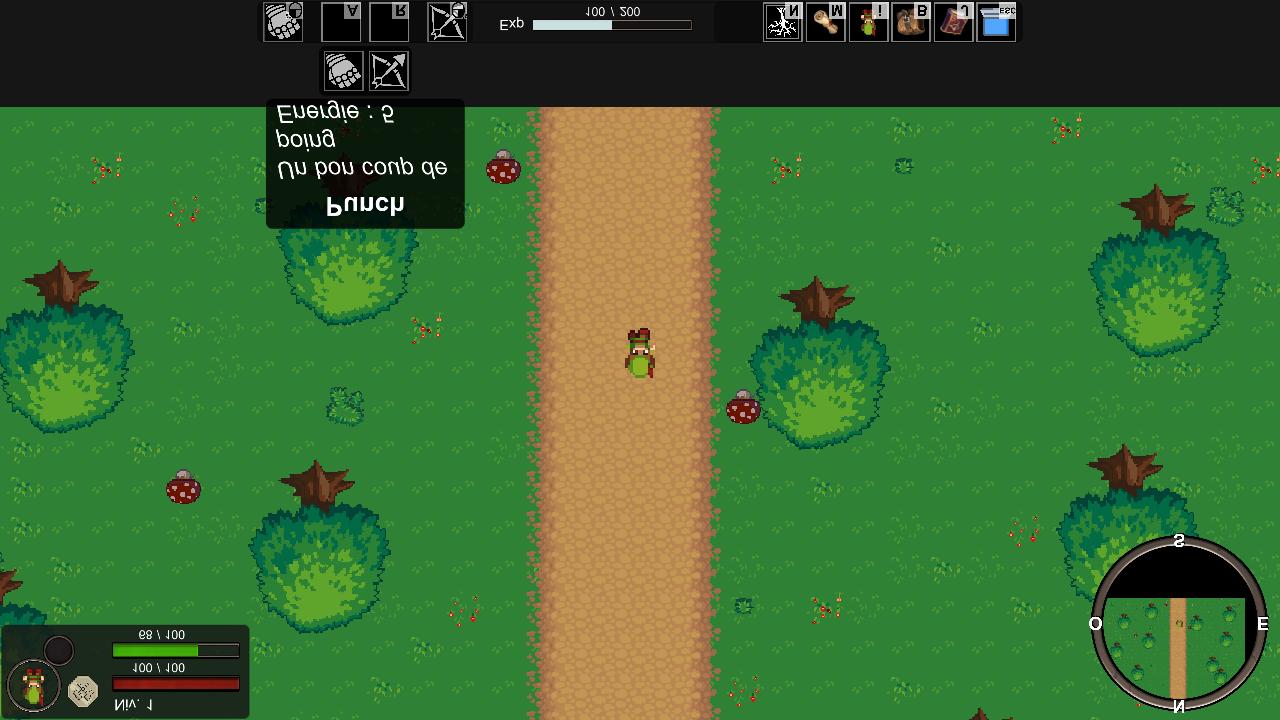 Niv. 1
100 / 100
68 / 100
N
O
E
S
Punch
Un bon coup de
poing
Energie : 5
Exp
100 / 200
A
R
N
M
i
B
ESC